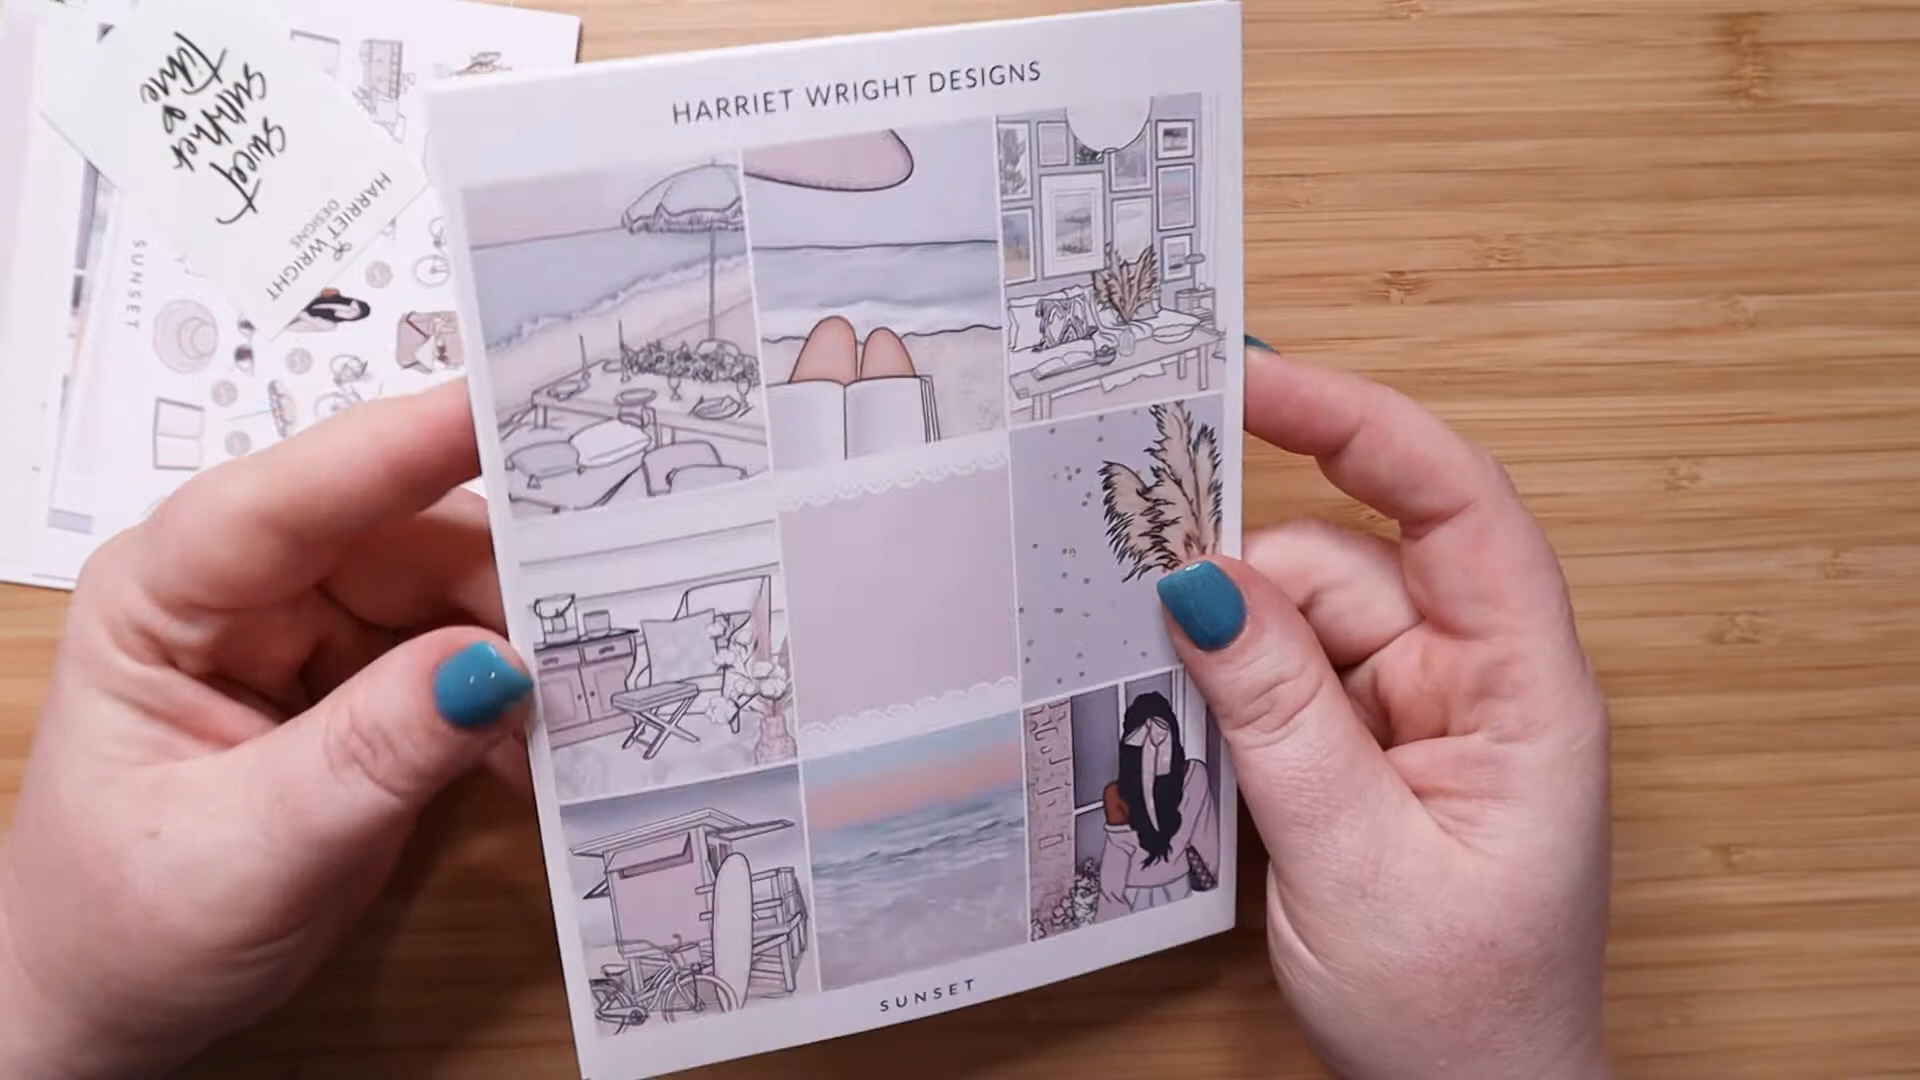 HARRIET WRIGHT DESIGNS
SUNSET
sweet
summer
time
HARRIET WRIGHT
DESIGNS
SUNSET